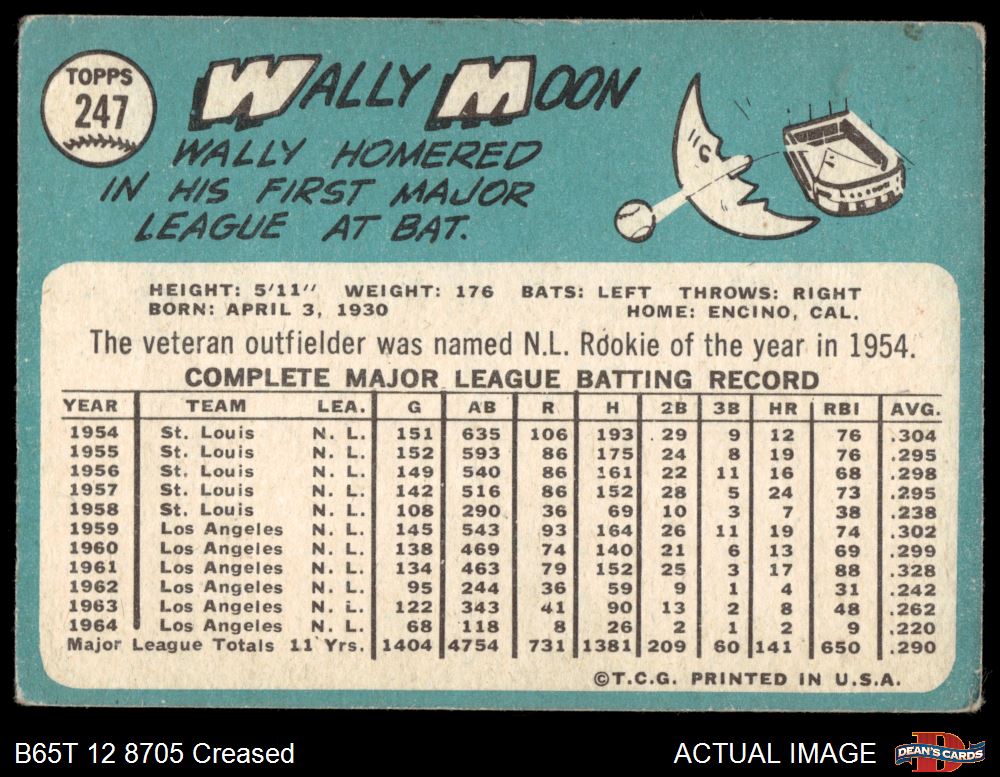 TOPPS
247
WALLY MOON
WALLY HOMERED
IN HIS FIRST MAJOR
LEAGUE AT BAT.
HEIGHT: 5'11" WEIGHT: 176 BATS: LEFT THROWS: RIGHT
BORN: APRIL 3, 1930 HOME: ENCINO, CAL.
The veteran outfielder was named N.L. Rookie of the year in 1954.
COMPLETE MAJOR LEAGUE BATTING RECORD
YEAR TEAM LEA. G AB R H 2B 3B HR RBI AVG.
1954 St. Louis N. L. 151 635 106 193 29 9 12 76 .304
1955 St. Louis N. L. 152 593 86 175 24 8 19 76 .295
1956 St. Louis N. L. 149 540 86 161 22 11 16 68 .298
1957 St. Louis N. L. 142 516 86 152 28 5 24 73 .295
1958 St. Louis N. L. 108 290 36 69 10 3 7 38 .238
1959 Los Angeles N. L. 145 543 93 164 26 11 19 74 .302
1960 Los Angeles N. L. 138 469 74 140 21 6 13 69 .299
1961 Los Angeles N. L. 134 463 79 152 25 3 17 88 .328
1962 Los Angeles N. L. 95 244 36 59 9 1 4 31 .242
1963 Los Angeles N. L. 122 343 41 90 13 2 8 48 .262
1964 Los Angeles N. L. 68 118 8 26 2 1 2 9 .220
Major League Totals 11 Yrs. 1404 4754 731 1381 209 60 141 650 .290
©T.C.G. PRINTED IN U.S.A.
B65T 12 8705 Creased ACTUAL IMAGE
DEAN'S CARDS